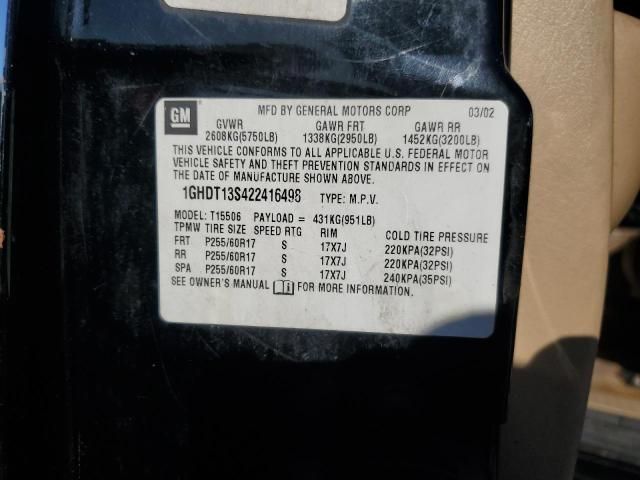 GM
MFD BY GENERAL MOTORS CORP 03/02
GVWR GAWR FRT GAWR RR
2608KG(5750LB) 1338KG(2950LB) 1452KG(3200LB)
THIS VEHICLE CONFORMS TO ALL APPLICABLE U.S. FEDERAL MOTOR
VEHICLE SAFETY AND THEFT PREVENTION STANDARDS IN EFFECT ON
THE DATE OF MANUFACTURE SHOWN ABOVE.
1GHDT13S422416498 TYPE: M.P.V.
MODEL: T15506 PAYLOAD = 431KG(951LB)
TPMW TIRE SIZE SPEED RTG RIM COLD TIRE PRESSURE
FRT P255/60R17 S 17X7J 220KPA(32PSI)
RR P255/60R17 S 17X7J 220KPA(32PSI)
SPA P255/60R17 S 17X7J 240KPA(35PSI)
SEE OWNER'S MANUAL i FOR MORE INFORMATION.